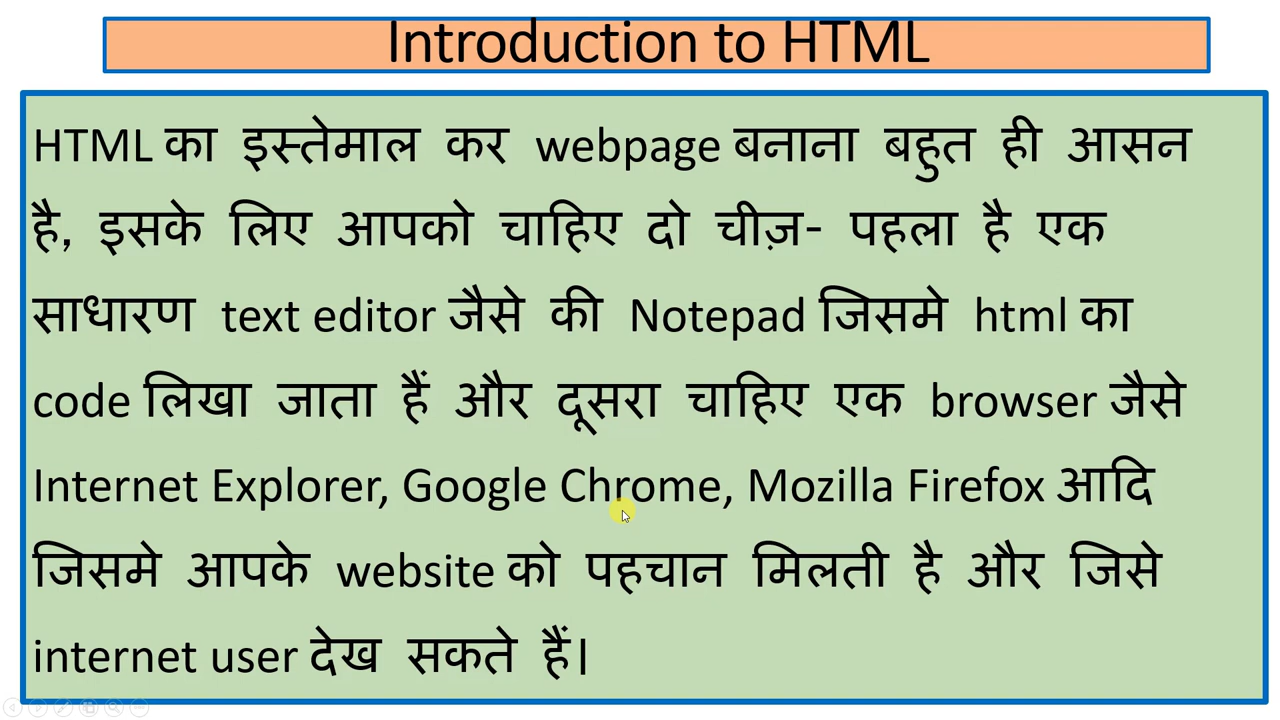 Introduction to HTML
HTML का इस्तेमाल कर webpage बनाना बहुत ही आसन
है, इसके लिए आपको चाहिए दो चीज़- पहला है एक
साधारण text editor जैसे की Notepad जिसमे html का
code लिखा जाता हैं और दूसरा चाहिए एक browser जैसे
Internet Explorer, Google Chrome, Mozilla Firefox आदि
जिसमे आपके website को पहचान मिलती है और जिसे
internet user देख सकते हैं।